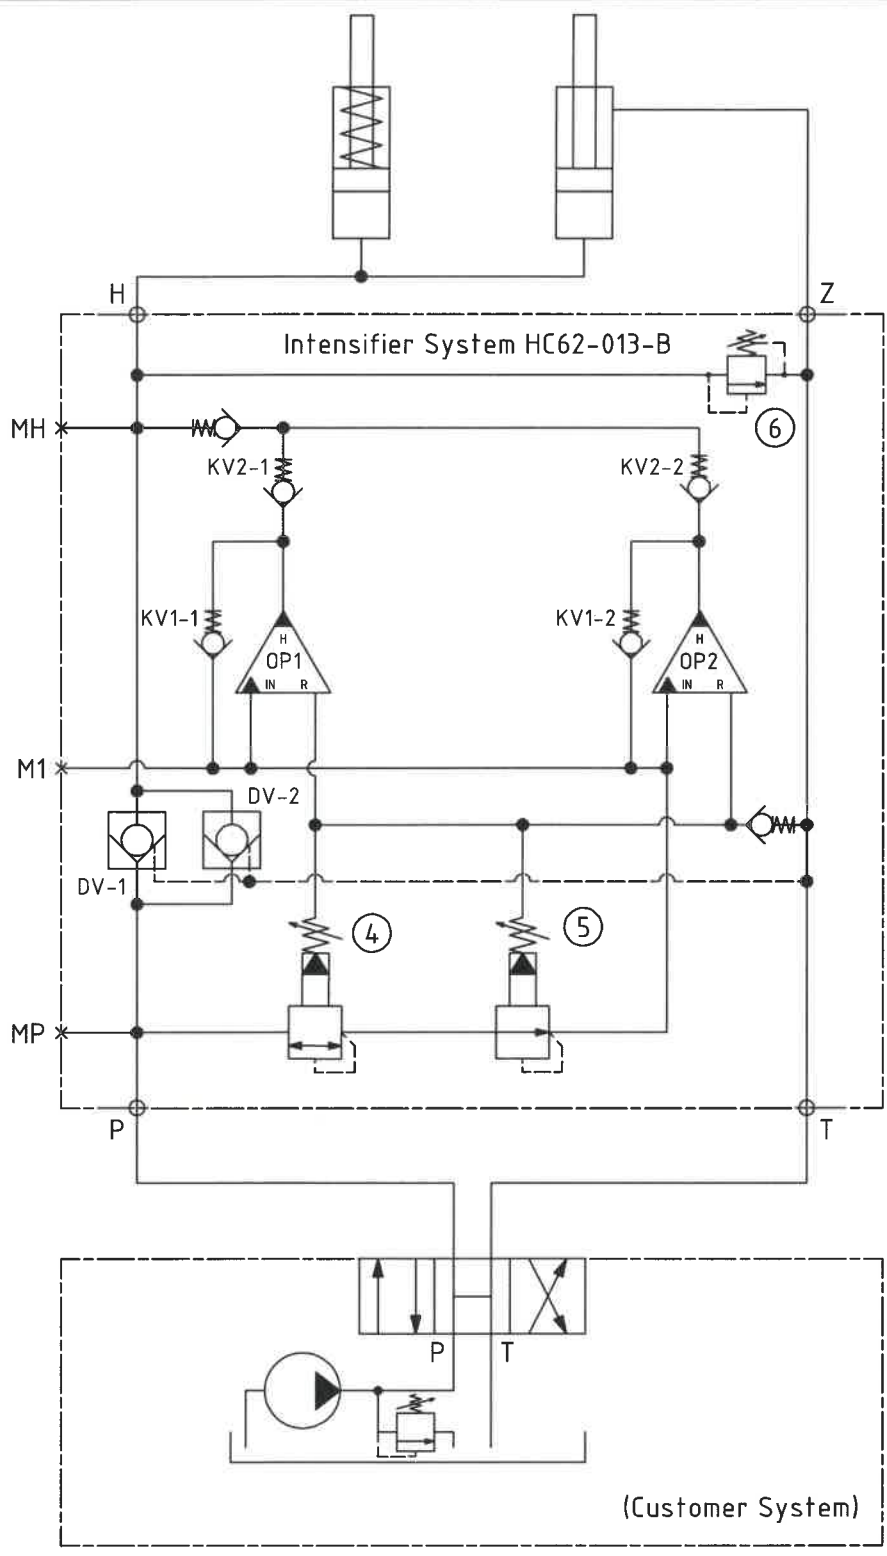 H
Z
Intensifier System HC62-013-B
6
MH
KV2-1
KV2-2
KV1-1
KV1-2
H
OP1
IN R
H
OP2
IN R
M1
DV-2
DV-1
4
5
MP
P
T
P
T
(Customer System)